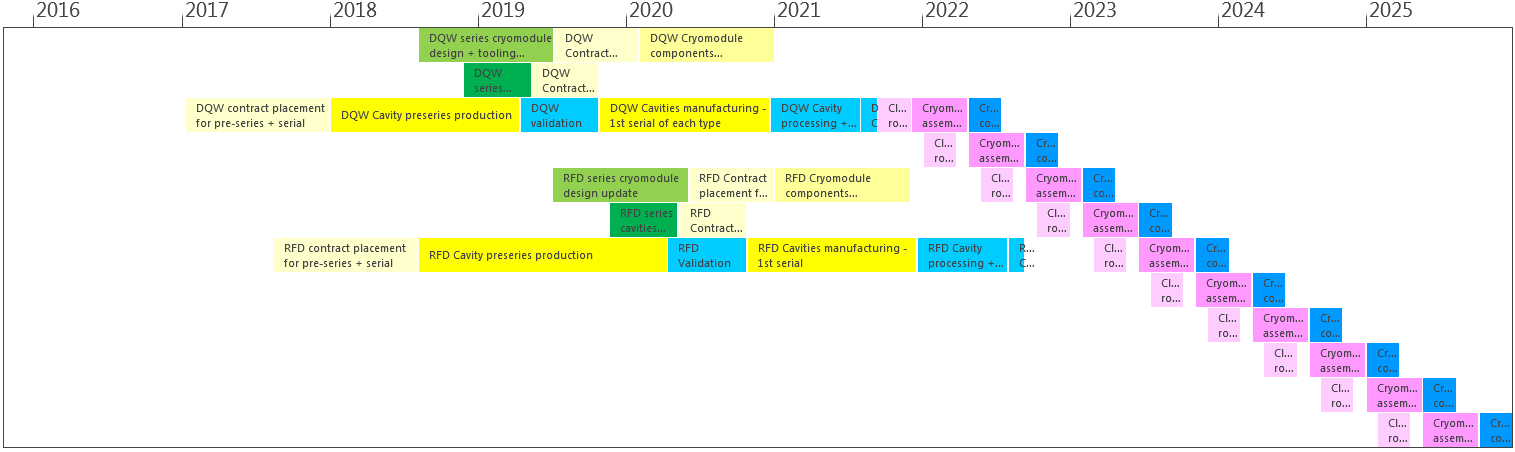 2016 2017 2018 2019 2020 2021 2022 2023 2024 2025
DQW series cryomodule
design + tooling...
DQW
Contract...
DQW Cryomodule
components...
DQW
series...
DQW
Contract...
DQW contract placement
for pre-series + serial
DQW Cavity preseries production
DQW
validation
DQW Cavities manufacturing -
1st serial of each type
DQW Cavity
processing +...
D
C
Cl...
ro...
Cryom...
assem...
Cr...
co...
Cl...
ro...
Cryom...
assem...
Cr...
co...
RFD series cryomodule
design update
RFD Contract
placement f...
RFD Cryomodule
components...
Cl...
ro...
Cryom...
assem...
Cr...
co...
RFD series
cavities...
RFD
Contract...
Cl...
ro...
Cryom...
assem...
Cr...
co...
RFD contract placement
for pre-series + serial
RFD Cavity preseries production
RFD
Validation
RFD Cavities manufacturing -
1st serial
RFD Cavity
processing +...
R...
C...
Cl...
ro...
Cryom...
assem...
Cr...
co...
Cl...
ro...
Cryom...
assem...
Cr...
co...
Cl...
ro...
Cryom...
assem...
Cr...
co...
Cl...
ro...
Cryom...
assem...
Cr...
co...
Cl...
ro...
Cryom...
assem...
Cr...
co...
Cl...
ro...
Cryom...
assem...
Cr...
co...